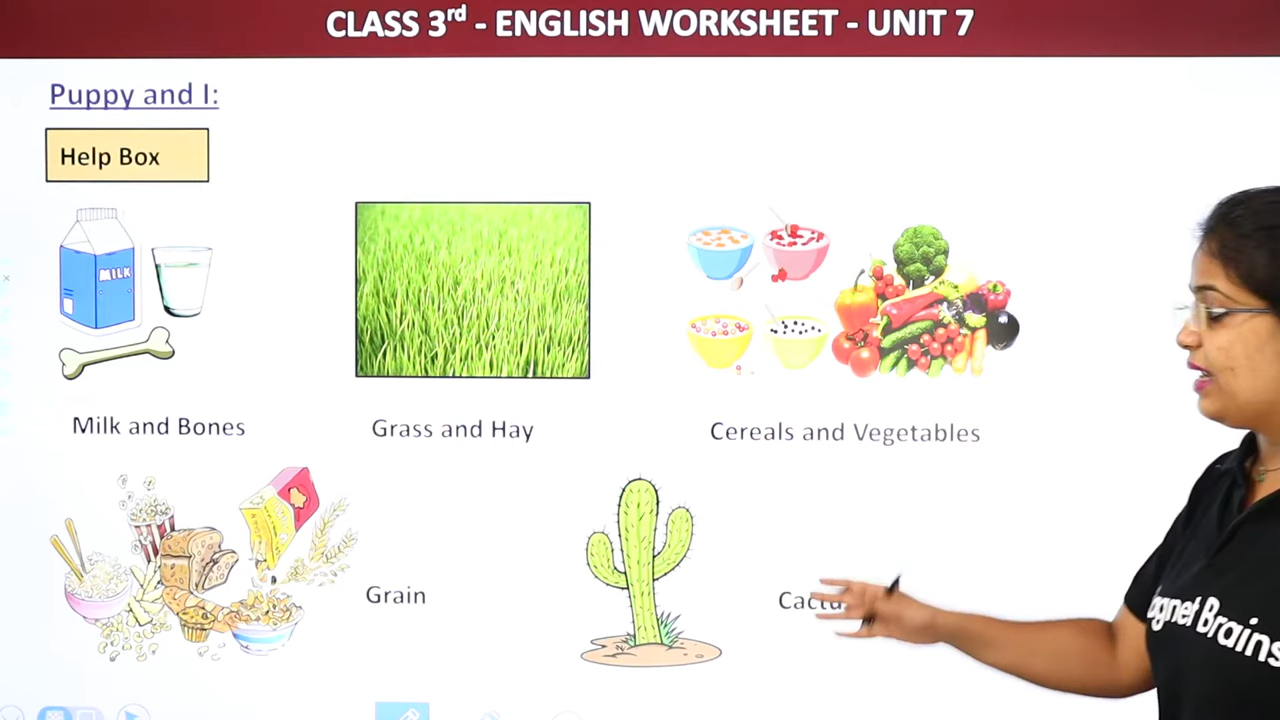 CLASS 3rd - ENGLISH WORKSHEET - UNIT 7
Puppy and I:
Help Box
MILK
Milk and Bones
Grass and Hay
Cereals and Vegetables
Grain
Brains